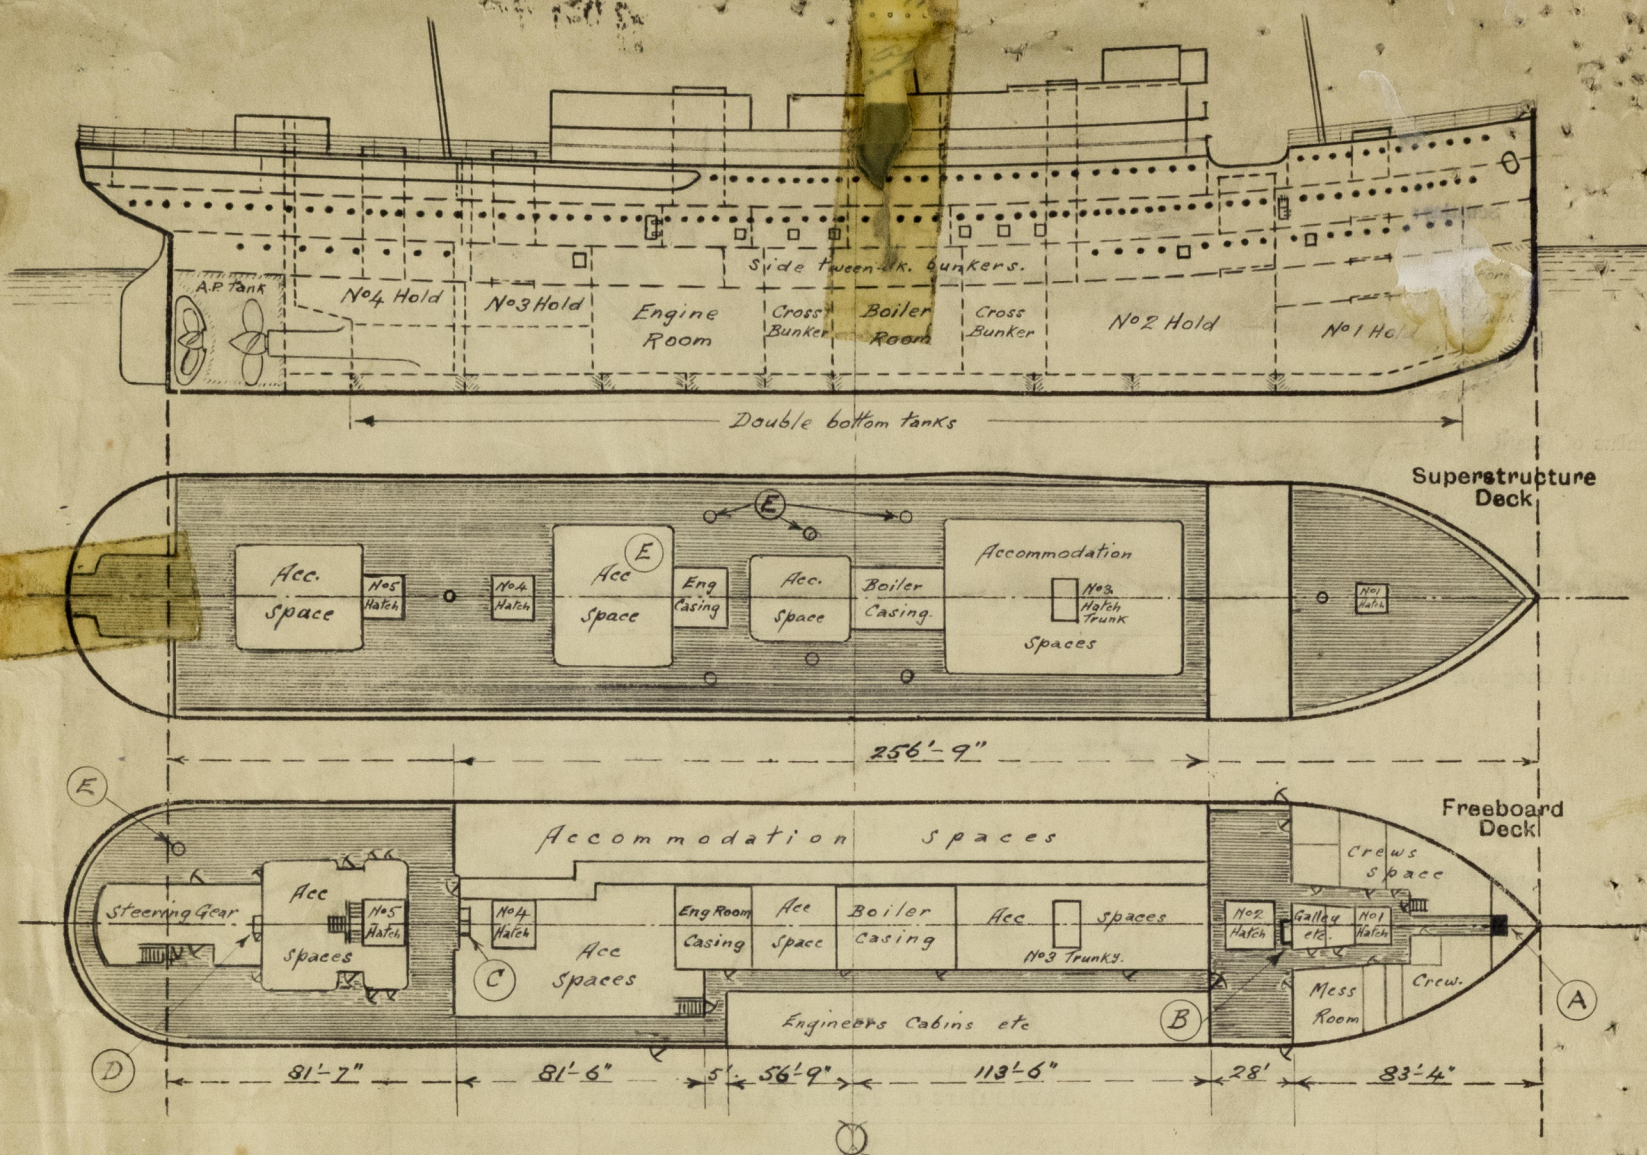 Side tween dk. bunkers.
A.P. Tank
No4 Hold
No3 Hold
Engine
Room
Cross
Bunker
Boiler
Room
Cross
Bunker
No2 Hold
No1 Hold
Double bottom tanks
Superstructure
Deck
E
Acc.
Space
No5
Hatch
No4
Hatch
E
Acc
Space
Eng
Casing
Acc.
Space
Boiler
Casing.
Accommodation
No3.
Hatch
Trunk
Spaces
No1
Hatch
256'-9"
E
Freeboard
Deck
Accommodation spaces
Crews
Space
Steering Gear
Acc
Spaces
No5
Hatch
No4
Hatch
Acc
Spaces
C
Eng Room
Casing
Acc
Space
Boiler
Casing
Acc spaces
No3 Trunky.
No2
Hatch
Galley
etc.
No1
Hatch
Mess
Room
Crew.
A
B
Engineers Cabins etc
D
81'-7" 81'-6" 5' 56'-9" 113'-6" 28' 83'-4"